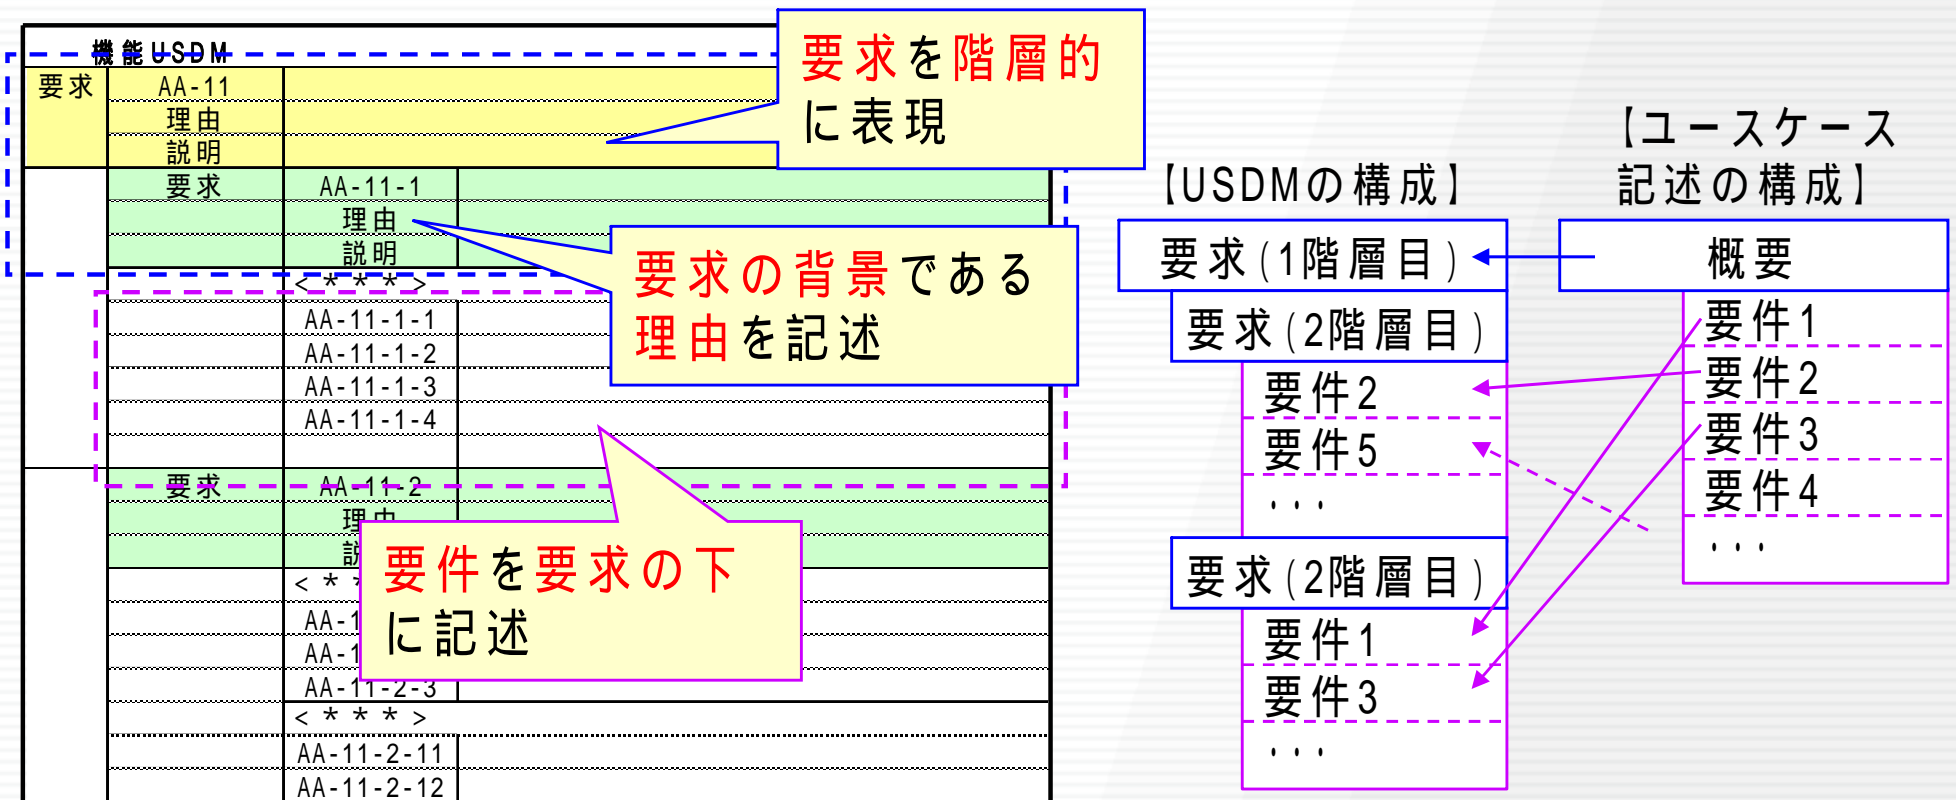 機能USDM
要求 AA-11
理由
説明
要求 AA-11-1
理由
説明
<***>
AA-11-1-1
AA-11-1-2
AA-11-1-3
AA-11-1-4
要求 AA-11-2
理由
<*
AA-1
AA-1
AA-11-2-3
<***>
AA-11-2-11
AA-11-2-12
要求を階層的
に表現
要求の背景である
理由を記述
要件を要求の下
に記述
【USDMの構成】
要求(1階層目)
要求(2階層目)
要件2
要件5
・・・
要求(2階層目)
要件1
要件3
・・・
【ユースケース
記述の構成】
概要
要件1
要件2
要件3
要件4
・・・